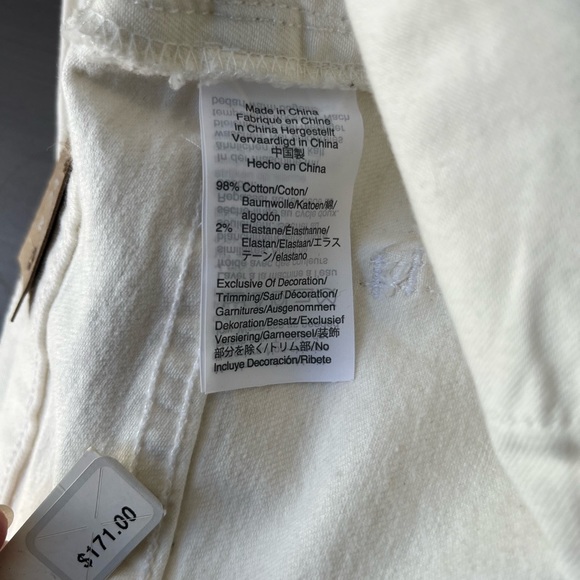 Made in China
Fabriqué en Chine
in China Hergestellt
Vervaardigd in China
中国製
Hecho en China
98% Cotton/Coton/
Baumwolle/Katoen/綿/
algodón
2% Elastane/Élasthanne/
Elastan/Elastaan/エラス
テーン/elastano
Exclusive Of Decoration/
Trimming/Sauf Décoration/
Garnitures/Ausgenommen
Dekoration/Besatz/Exclusief
Versiering/Garneersel/装飾
部分を除く/トリム部/No
Incluye Decoración/Ribete
$171.00